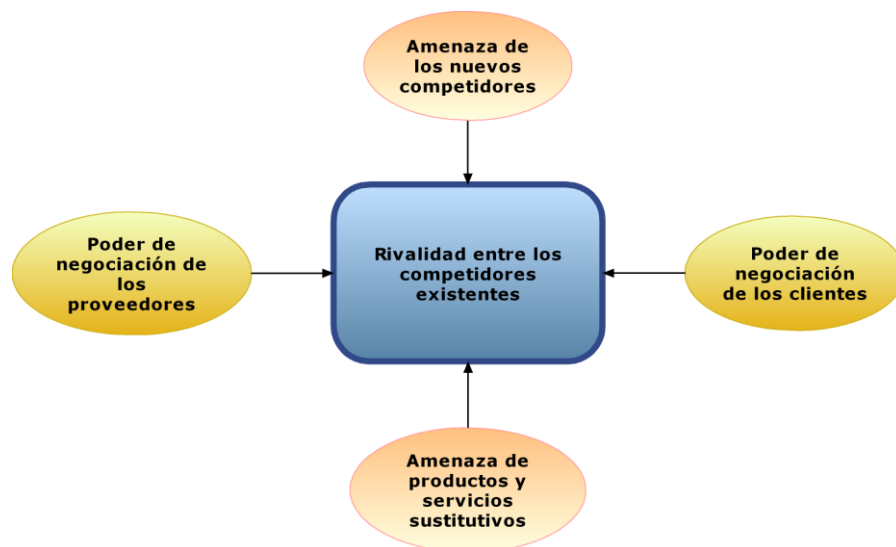 Amenaza de
los nuevos
competidores
Poder de
negociación de
los
proveedores
Rivalidad entre los
competidores
existentes
Poder de
negociación
de los clientes
Amenaza de
productos y
servicios
sustitutivos